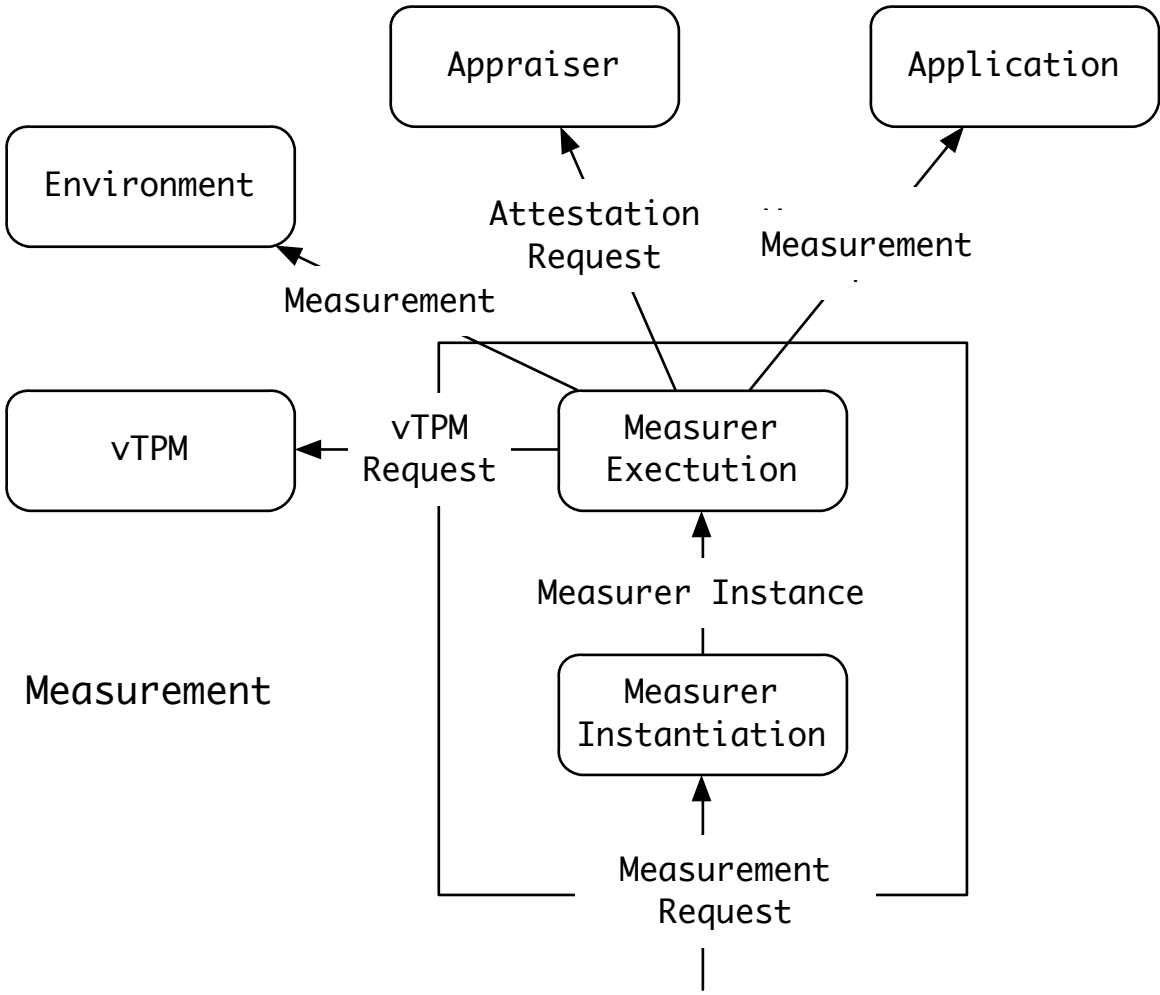 Appraiser
Application
Environment
Attestation
Request
Measurement
Measurement
vTPM
vTPM
Request
Measurer
Exectution
Measurer Instance
Measurement
Measurer
Instantiation
Measurement
Request